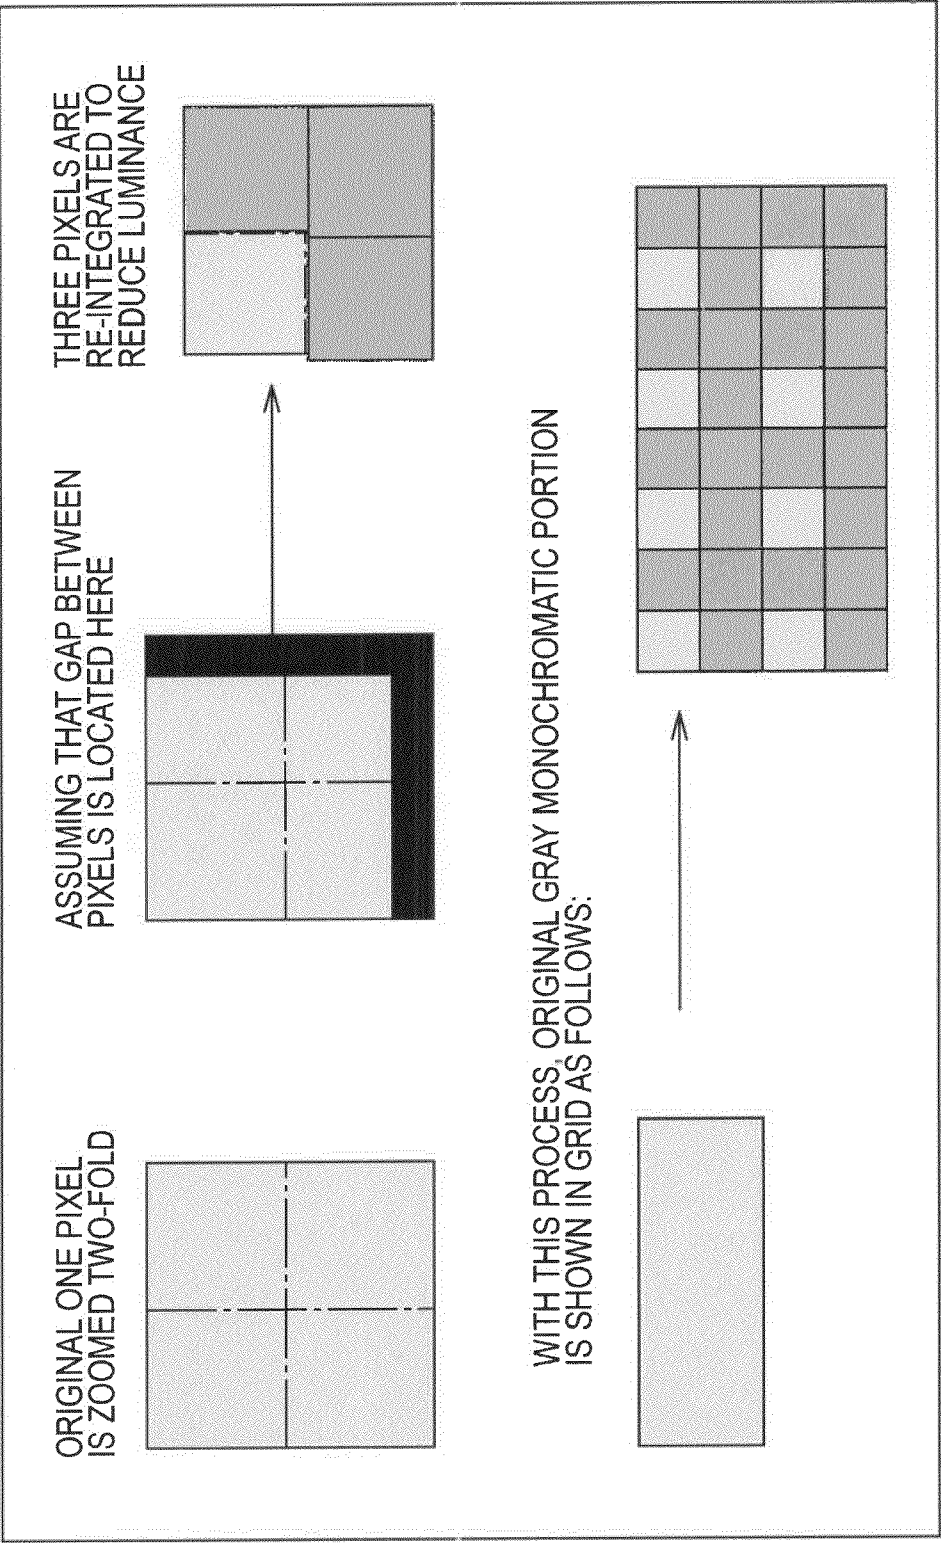 ORIGINAL ONE PIXEL
IS ZOOMED TWO-FOLD
ASSUMING THAT GAP BETWEEN
PIXELS IS LOCATED HERE
THREE PIXELS ARE
RE-INTEGRATED TO
REDUCE LUMINANCE
WITH THIS PROCESS, ORIGINAL GRAY MONOCHROMATIC PORTION
IS SHOWN IN GRID AS FOLLOWS: